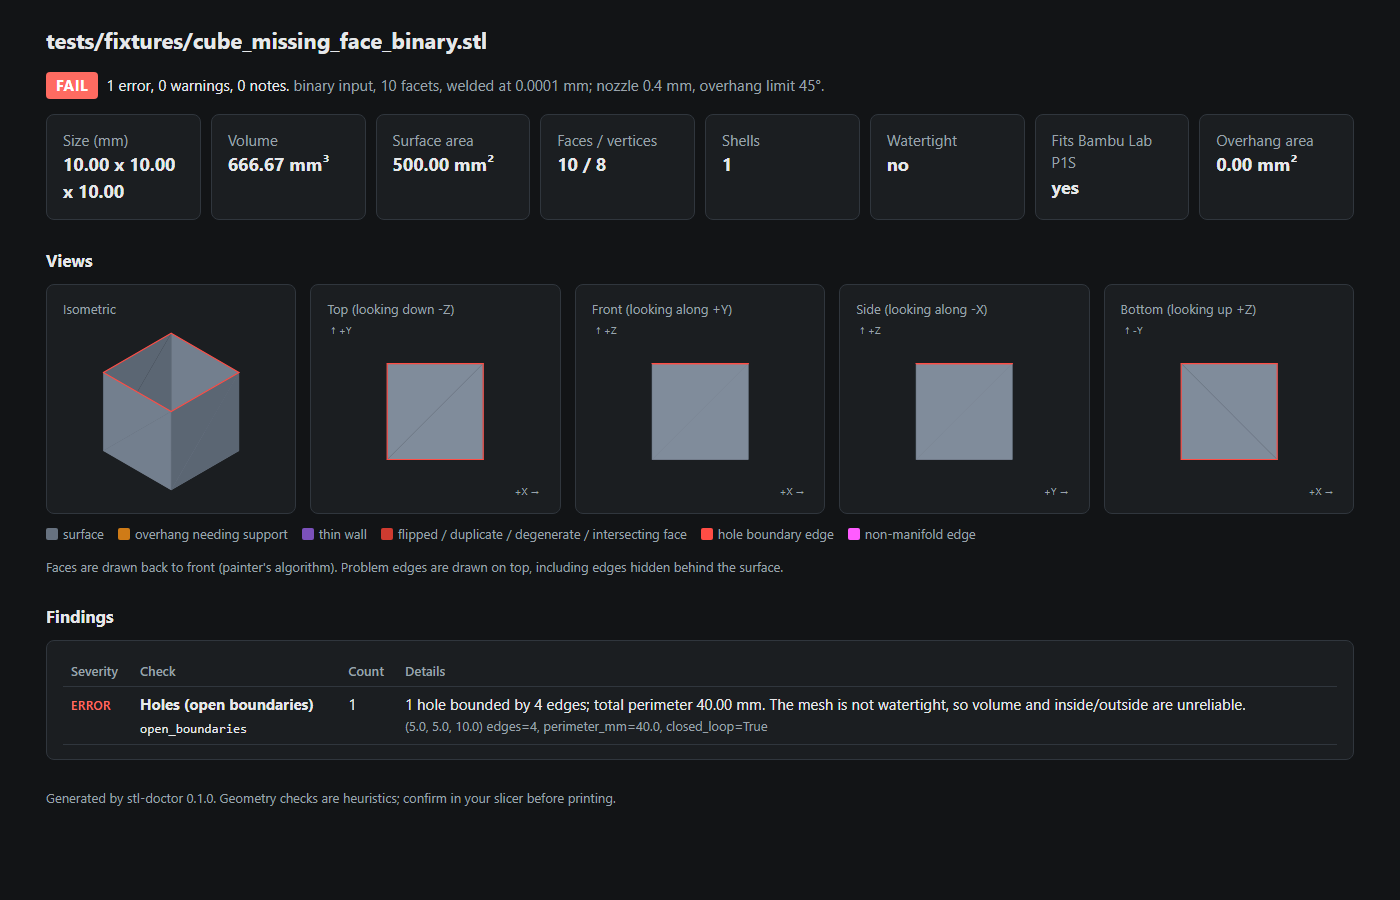 tests/fixtures/cube_missing_face_binary.stl
FAIL 1 error, 0 warnings, 0 notes. binary input, 10 facets, welded at 0.0001 mm; nozzle 0.4 mm, overhang limit 45°.
Size (mm)
10.00 x 10.00
x 10.00
Volume
666.67 mm³
Surface area
500.00 mm²
Faces / vertices
10 / 8
Shells
1
Watertight
no
Fits Bambu Lab
P1S
yes
Overhang area
0.00 mm²
Views
Isometric
Top (looking down -Z)
↑ +Y
+X →
Front (looking along +Y)
↑ +Z
+X →
Side (looking along -X)
↑ +Z
+Y →
Bottom (looking up +Z)
↑ -Y
+X →
surface overhang needing support thin wall flipped / duplicate / degenerate / intersecting face hole boundary edge non-manifold edge
Faces are drawn back to front (painter's algorithm). Problem edges are drawn on top, including edges hidden behind the surface.
Findings
Severity Check Count Details
ERROR Holes (open boundaries) 1 1 hole bounded by 4 edges; total perimeter 40.00 mm. The mesh is not watertight, so volume and inside/outside are unreliable.
open_boundaries (5.0, 5.0, 10.0) edges=4, perimeter_mm=40.0, closed_loop=True
Generated by stl-doctor 0.1.0. Geometry checks are heuristics; confirm in your slicer before printing.